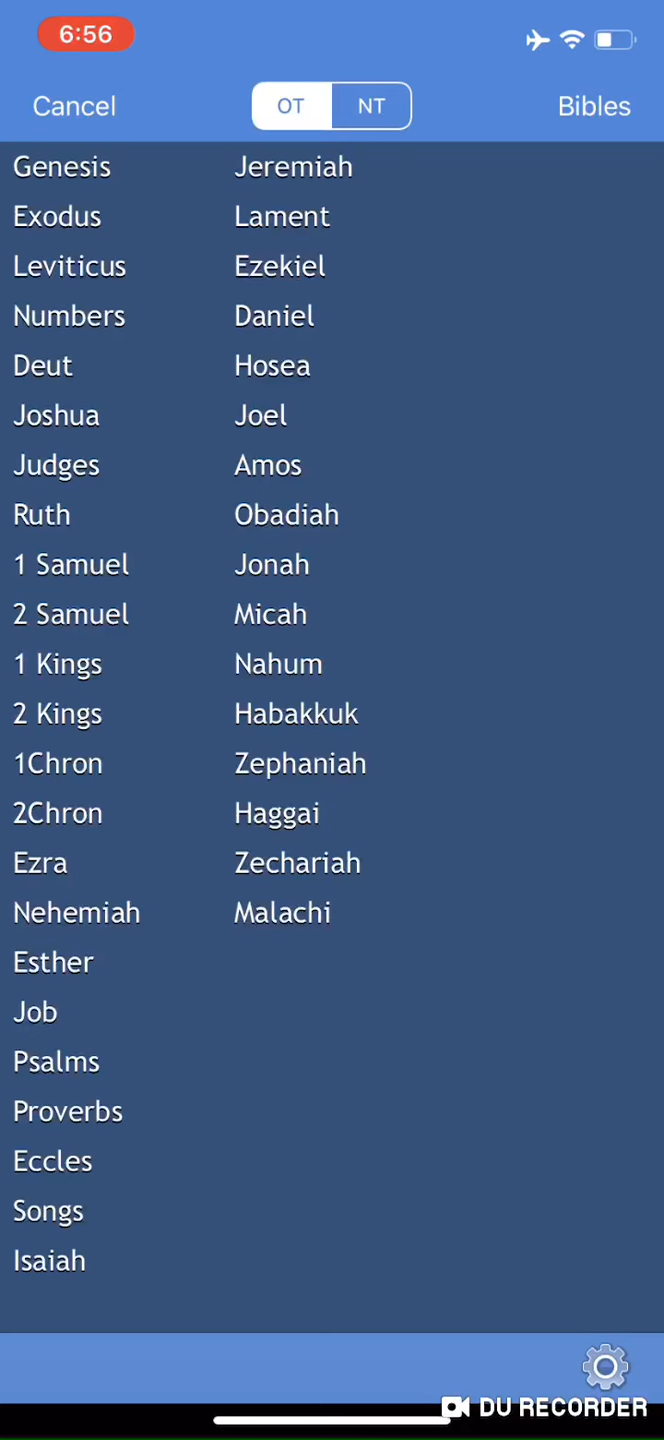 6:56
Cancel OT NT Bibles
Genesis
Exodus
Leviticus
Numbers
Deut
Joshua
Judges
Ruth
1 Samuel
2 Samuel
1 Kings
2 Kings
1Chron
2Chron
Ezra
Nehemiah
Esther
Job
Psalms
Proverbs
Eccles
Songs
Isaiah
Jeremiah
Lament
Ezekiel
Daniel
Hosea
Joel
Amos
Obadiah
Jonah
Micah
Nahum
Habakkuk
Zephaniah
Haggai
Zechariah
Malachi
DU RECORDER